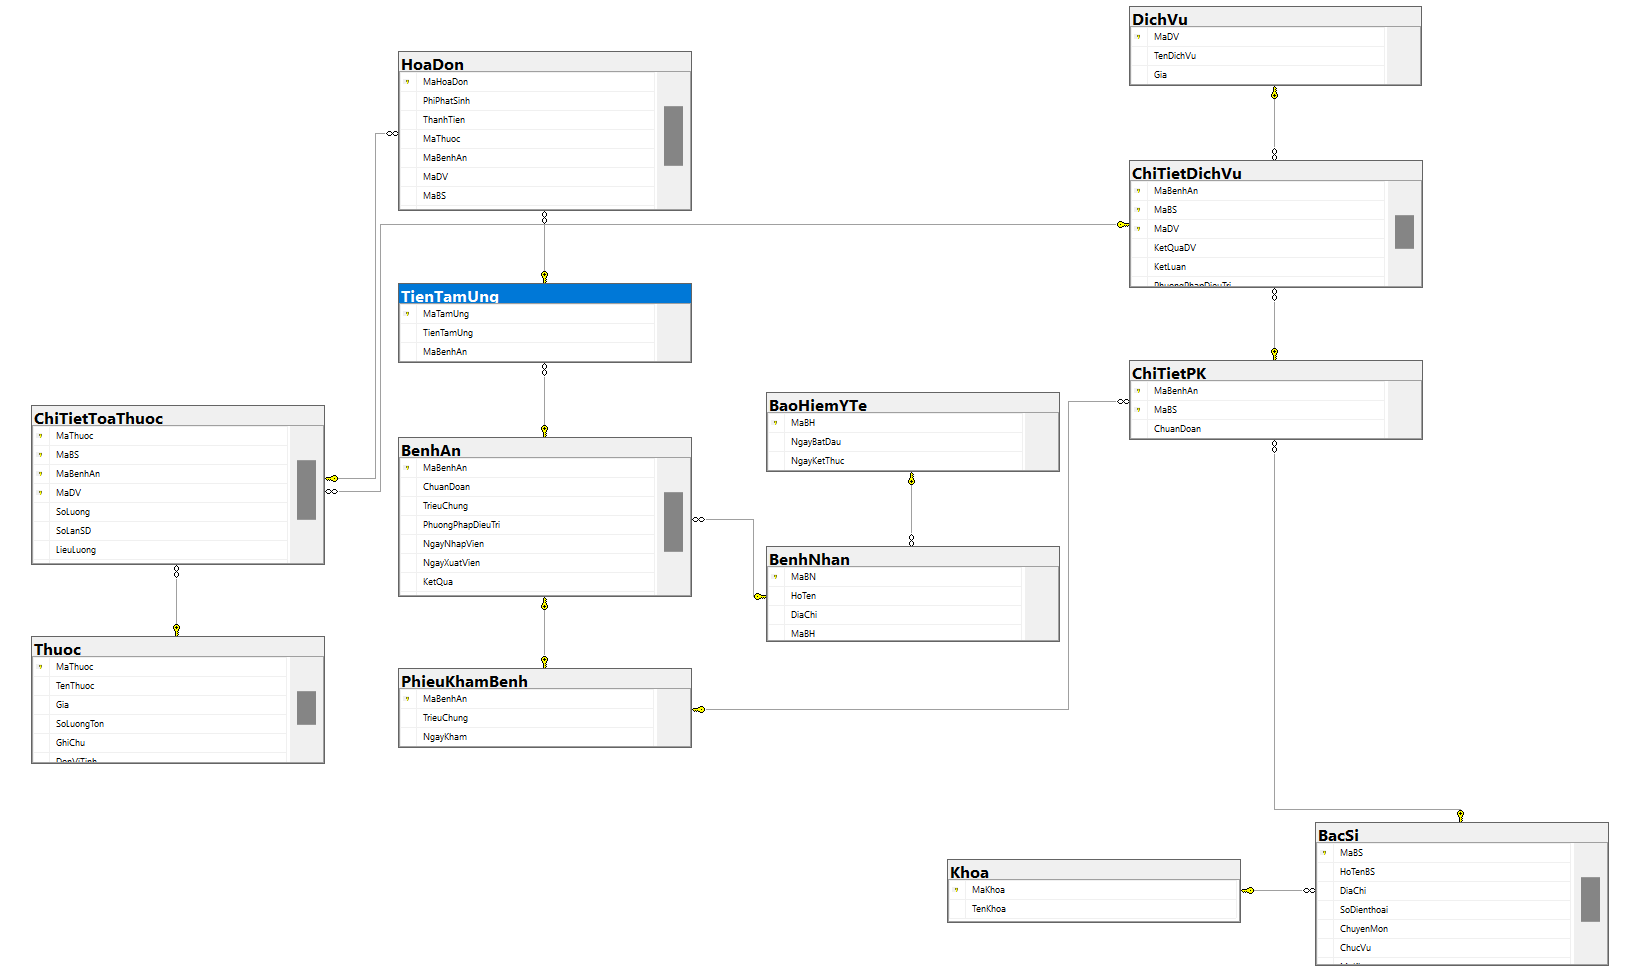 DichVu
MaDV
TenDichVu
Gia
HoaDon
MaHoaDon
PhiPhatSinh
ThanhTien
MaThuoc
MaBenhAn
MaDV
MaBS
ChiTietDichVu
MaBenhAn
MaBS
MaDV
KetQuaDV
KetLuan
PhuongPhapDieuTri
TienTamUng
MaTamUng
TienTamUng
MaBenhAn
ChiTietPK
MaBenhAn
MaBS
ChuanDoan
BaoHiemYTe
MaBH
NgayBatDau
NgayKetThuc
ChiTietToaThuoc
MaThuoc
MaBS
MaBenhAn
MaDV
SoLuong
SoLanSD
LieuLuong
BenhAn
MaBenhAn
ChuanDoan
TrieuChung
PhuongPhapDieuTri
NgayNhapVien
NgayXuatVien
KetQua
BenhNhan
MaBN
HoTen
DiaChi
MaBH
Thuoc
MaThuoc
TenThuoc
Gia
SoLuongTon
GhiChu
DonViTinh
PhieuKhamBenh
MaBenhAn
TrieuChung
NgayKham
BacSi
MaBS
HoTenBS
DiaChi
SoDienthoai
ChuyenMon
ChucVu
Khoa
MaKhoa
TenKhoa